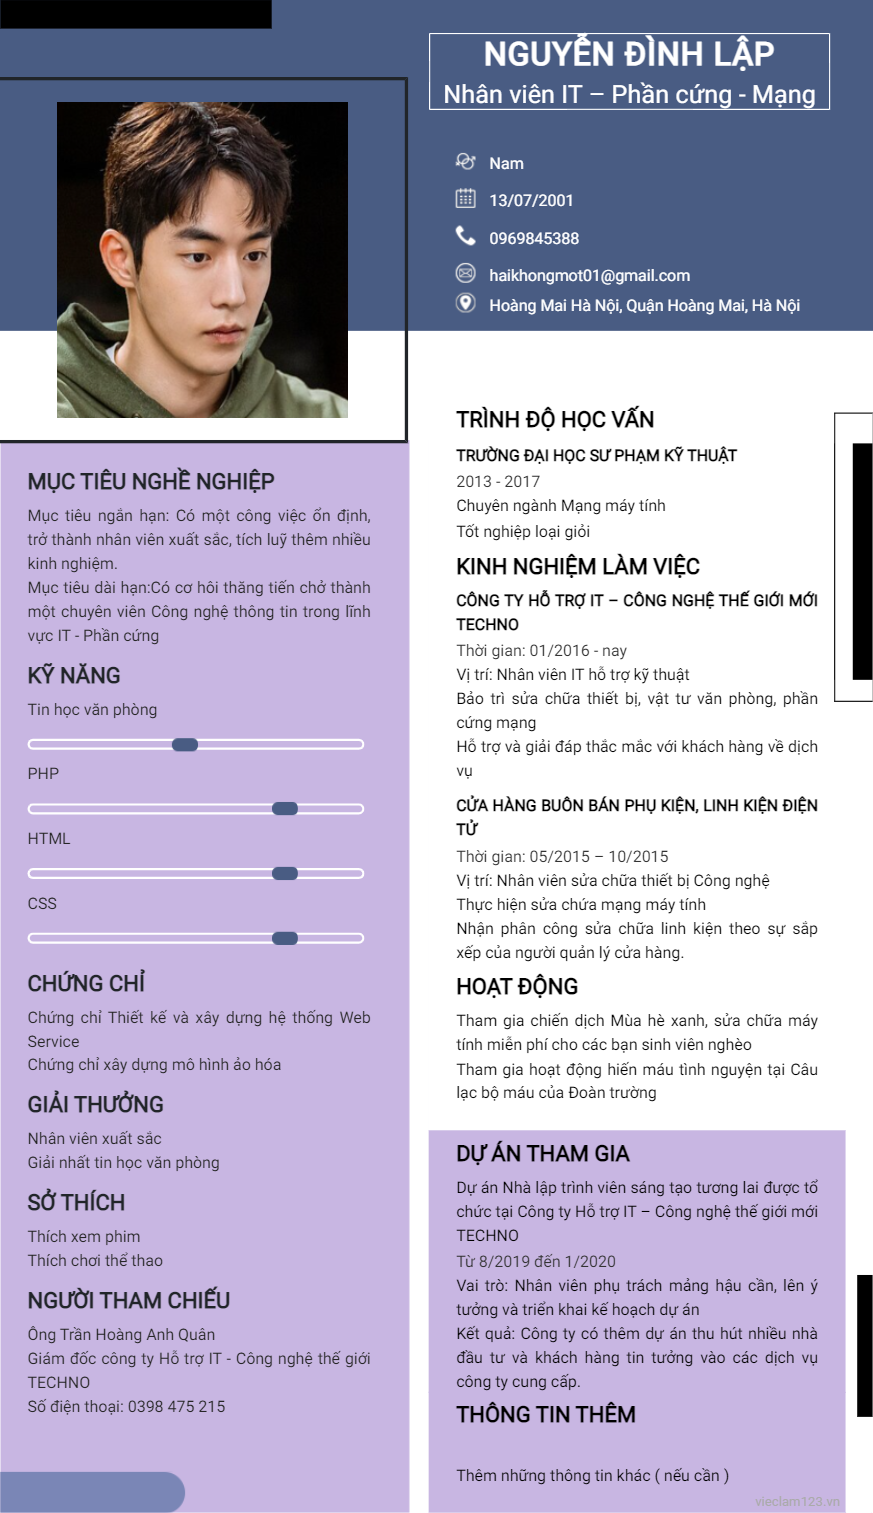 NGUYỄN ĐÌNH LẬP
Nhân viên IT – Phần cứng - Mạng
Nam
13/07/2001
0969845388
haikhongmot01@gmail.com
Hoàng Mai Hà Nội, Quận Hoàng Mai, Hà Nội
MỤC TIÊU NGHỀ NGHIỆP
Mục tiêu ngắn hạn: Có một công việc ổn định,
trở thành nhân viên xuất sắc, tích luỹ thêm nhiều
kinh nghiệm.
Mục tiêu dài hạn:Có cơ hôi thăng tiến chở thành
một chuyên viên Công nghệ thông tin trong lĩnh
vực IT - Phần cứng
KỸ NĂNG
Tin học văn phòng
PHP
HTML
CSS
CHỨNG CHỈ
Chứng chỉ Thiết kế và xây dựng hệ thống Web
Service
Chứng chỉ xây dựng mô hình ảo hóa
GIẢI THƯỞNG
Nhân viên xuất sắc
Giải nhất tin học văn phòng
SỞ THÍCH
Thích xem phim
Thích chơi thể thao
NGƯỜI THAM CHIẾU
Ông Trần Hoàng Anh Quân
Giám đốc công ty Hỗ trợ IT - Công nghệ thế giới
TECHNO
Số điện thoại: 0398 475 215
TRÌNH ĐỘ HỌC VẤN
TRƯỜNG ĐẠI HỌC SƯ PHẠM KỸ THUẬT
2013 - 2017
Chuyên ngành Mạng máy tính
Tốt nghiệp loại giỏi
KINH NGHIỆM LÀM VIỆC
CÔNG TY HỖ TRỢ IT – CÔNG NGHỆ THẾ GIỚI MỚI
TECHNO
Thời gian: 01/2016 - nay
Vị trí: Nhân viên IT hỗ trợ kỹ thuật
Bảo trì sửa chữa thiết bị, vật tư văn phòng, phần
cứng mạng
Hỗ trợ và giải đáp thắc mắc với khách hàng về dịch
vụ
CỬA HÀNG BUÔN BÁN PHỤ KIỆN, LINH KIỆN ĐIỆN
TỬ
Thời gian: 05/2015 – 10/2015
Vị trí: Nhân viên sửa chữa thiết bị Công nghệ
Thực hiện sửa chứa mạng máy tính
Nhận phân công sửa chữa linh kiện theo sự sắp
xếp của người quản lý cửa hàng.
HOẠT ĐỘNG
Tham gia chiến dịch Mùa hè xanh, sửa chữa máy
tính miễn phí cho các bạn sinh viên nghèo
Tham gia hoạt động hiến máu tình nguyện tại Câu
lạc bộ máu của Đoàn trường
DỰ ÁN THAM GIA
Dự án Nhà lập trình viên sáng tạo tương lai được tổ
chức tại Công ty Hỗ trợ IT – Công nghệ thế giới mới
TECHNO
Từ 8/2019 đến 1/2020
Vai trò: Nhân viên phụ trách mảng hậu cần, lên ý
tưởng và triển khai kế hoạch dự án
Kết quả: Công ty có thêm dự án thu hút nhiều nhà
đầu tư và khách hàng tin tưởng vào các dịch vụ
công ty cung cấp.
THÔNG TIN THÊM
Thêm những thông tin khác ( nếu cần )
vieclam123.vn